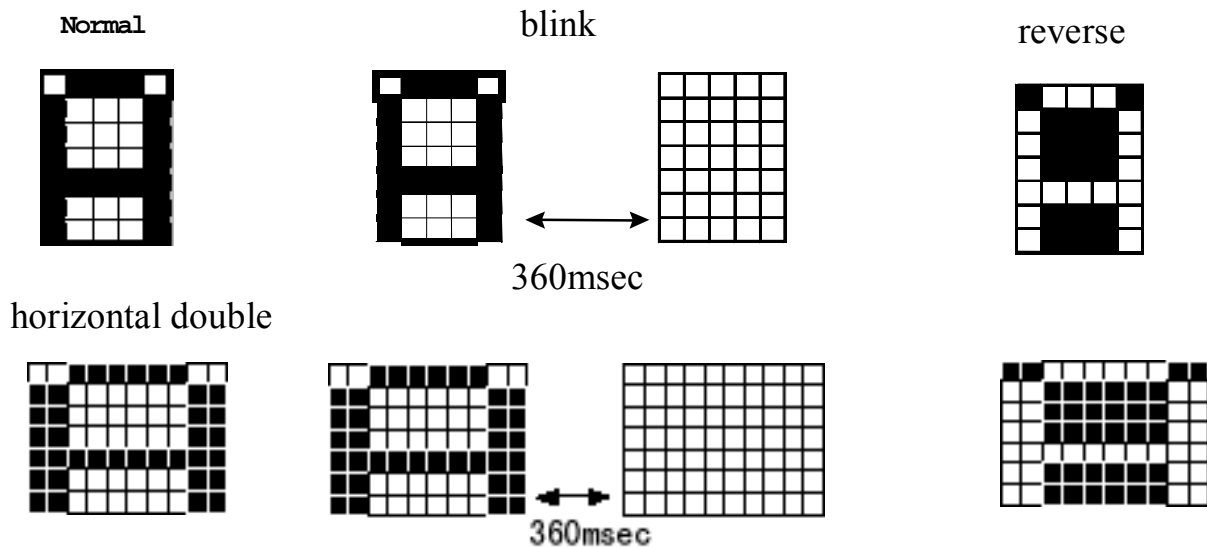 Normal
blink
reverse
360msec
horizontal double
360msec